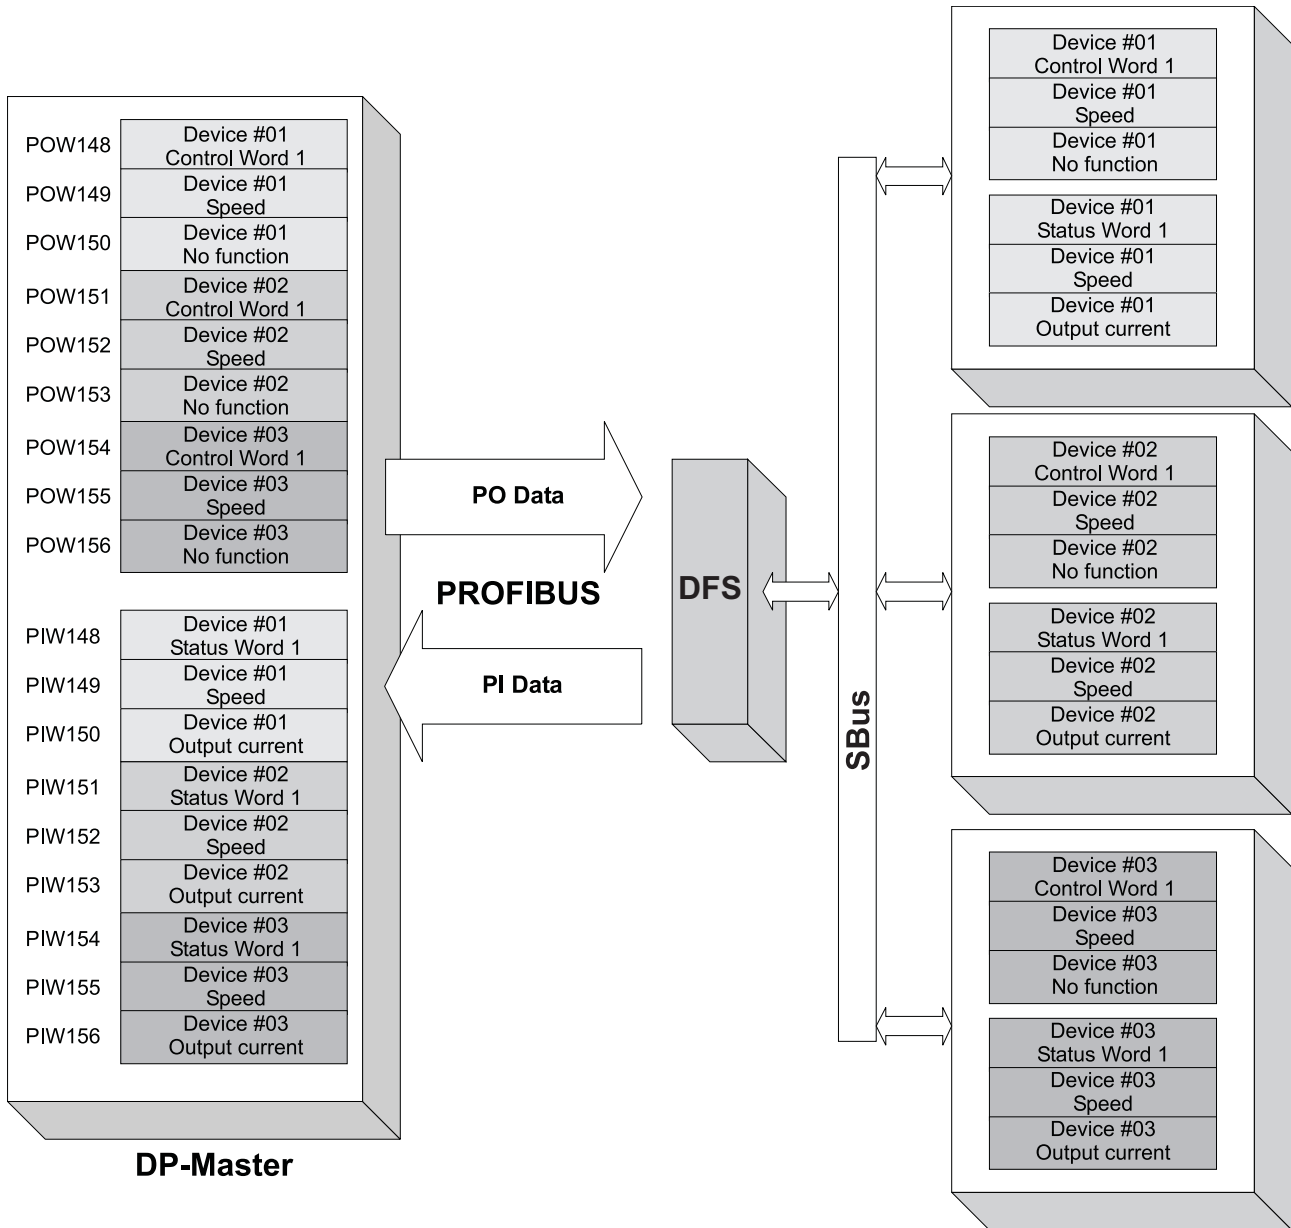 POW148
Device #01
Control Word 1
POW149
Device #01
Speed
POW150
Device #01
No function
POW151
Device #02
Control Word 1
POW152
Device #02
Speed
POW153
Device #02
No function
POW154
Device #03
Control Word 1
POW155
Device #03
Speed
POW156
Device #03
No function
PIW148
Device #01
Status Word 1
PIW149
Device #01
Speed
PIW150
Device #01
Output current
PIW151
Device #02
Status Word 1
PIW152
Device #02
Speed
PIW153
Device #02
Output current
PIW154
Device #03
Status Word 1
PIW155
Device #03
Speed
PIW156
Device #03
Output current
DP-Master
PO Data
PROFIBUS
PI Data
DFS
SBus
Device #01
Control Word 1
Device #01
Speed
Device #01
No function
Device #01
Status Word 1
Device #01
Speed
Device #01
Output current
Device #02
Control Word 1
Device #02
Speed
Device #02
No function
Device #02
Status Word 1
Device #02
Speed
Device #02
Output current
Device #03
Control Word 1
Device #03
Speed
Device #03
No function
Device #03
Status Word 1
Device #03
Speed
Device #03
Output current